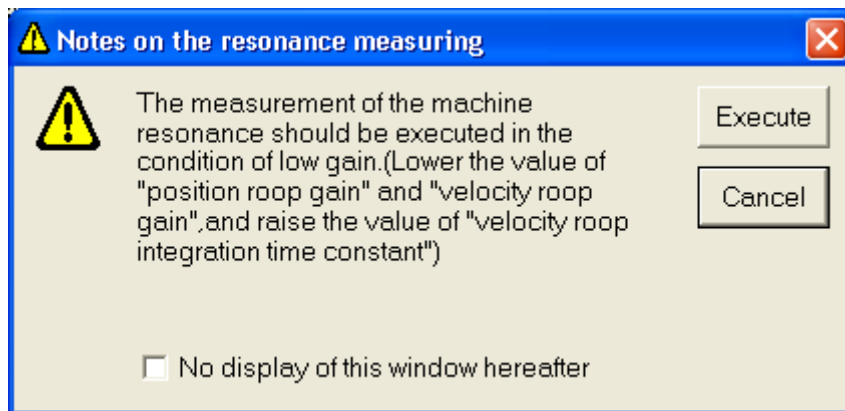 Notes on the resonance measuring
The measurement of the machine
resonance should be executed in the
condition of low gain.(Lower the value of
"position roop gain" and "velocity roop
gain",and raise the value of "velocity roop
integration time constant")
Execute
Cancel
No display of this window hereafter